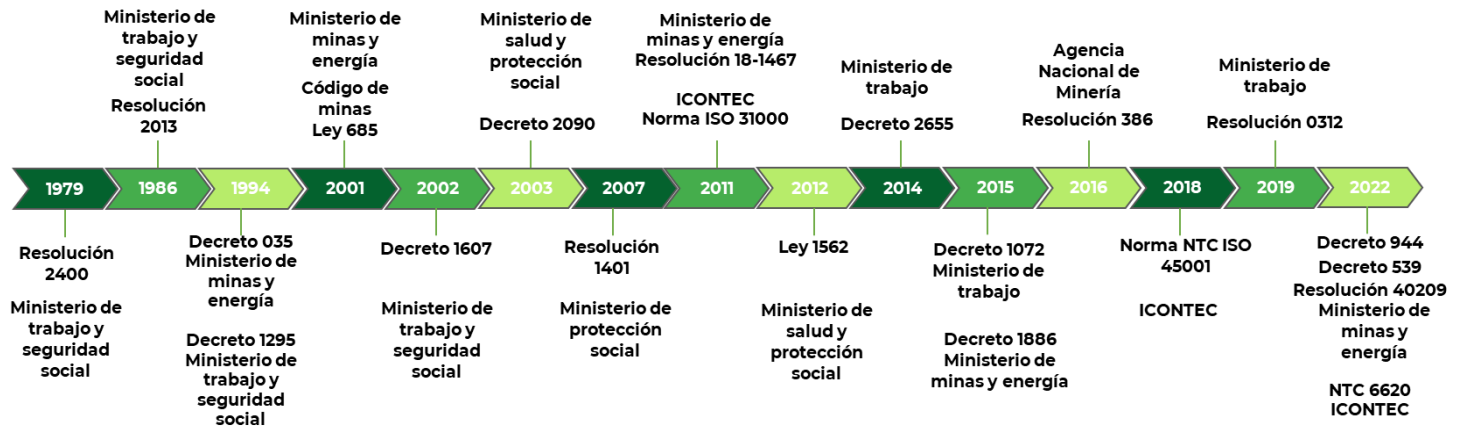 Ministerio de
trabajo y
seguridad
social
Resolución
2013
Ministerio de
minas y
energía
Código de
minas
Ley 685
Ministerio de
salud y
protección
social
Decreto 2090
Ministerio de
minas y energía
Resolución 18-1467
ICONTEC
Norma ISO 31000
Ministerio de
trabajo
Decreto 2655
Agencia
Nacional de
Minería
Resolución 386
Ministerio de
trabajo
Resolución 0312
1979
1986
1994
2001
2002
2003
2007
2011
2012
2014
2015
2016
2018
2019
2022
Resolución
2400
Ministerio de
trabajo y
seguridad
social
Decreto 035
Ministerio de
minas y
energía
Decreto 1295
Ministerio de
trabajo y
seguridad
social
Decreto 1607
Ministerio de
trabajo y
seguridad
social
Resolución
1401
Ministerio de
protección
social
Ley 1562
Ministerio de
salud y
protección
social
Decreto 1072
Ministerio de
trabajo
Decreto 1886
Ministerio de
minas y energía
Norma NTC ISO
45001
ICONTEC
Decreto 944
Decreto 539
Resolución 40209
Ministerio de
minas y
energía
NTC 6620
ICONTEC